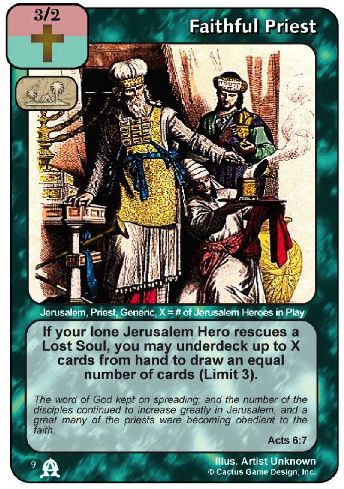 3/2
Faithful Priest
Jerusalem, Priest, Generic, X = # of Jerusalem Heroes in Play
If your lone Jerusalem Hero rescues a
Lost Soul, you may underdeck up to X
cards from hand to draw an equal
number of cards (Limit 3).
The word of God kept on spreading; and the number of the
disciples continued to increase greatly in Jerusalem, and a
great many of the priests were becoming obedient to the
faith.
Acts 6:7
Illus. Artist Unknown
9
© Cactus Game Design, Inc.